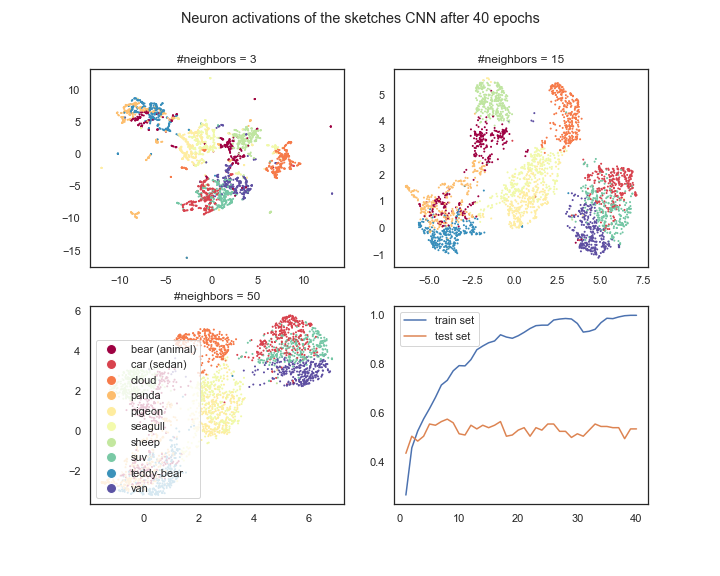 Neuron activations of the sketches CNN after 40 epochs
#neighbors = 3
10
5
0
−5
−10
−15
−10 −5 0 5 10
#neighbors = 15
5
4
3
2
1
0
−1
−5.0 −2.5 0.0 2.5 5.0 7.5
#neighbors = 50
6
4
2
0
−2
0 2 4 6
bear (animal)
car (sedan)
cloud
panda
pigeon
seagull
sheep
suv
teddy-bear
van
1.0
0.8
0.6
0.4
0 10 20 30 40
train set
test set